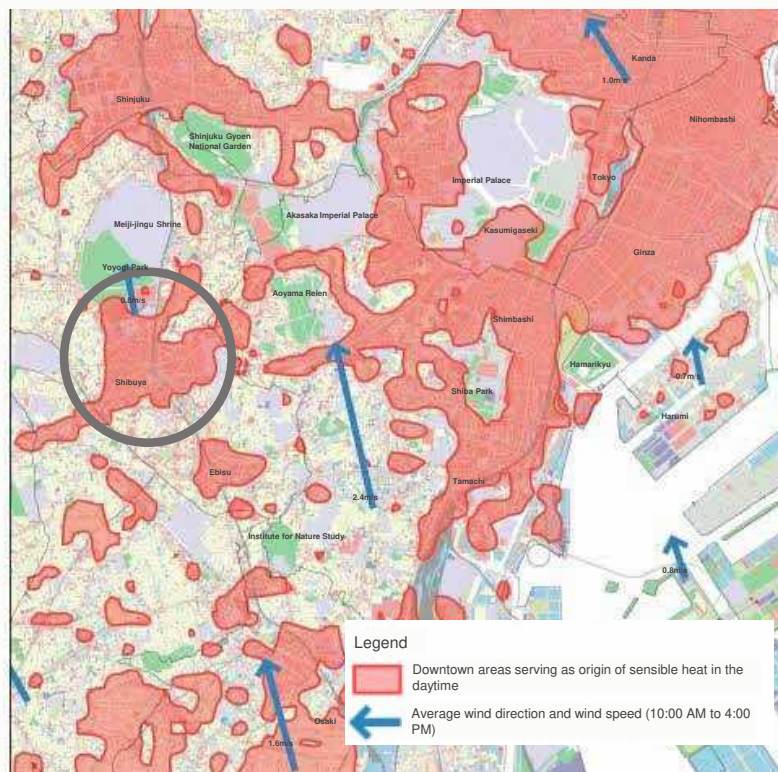 Kanda
1.0m/s
Shinjuku
Nihombashi
Shinjuku Gyoen
National Garden
Imperial Palace
Tokyo
Meiji-jingu Shrine
Akasaka Imperial Palace
Kasumigaseki
Ginza
Yoyogi Park
Aoyama Reien
0.8m/s
Shimbashi
Hamarikyu
0.7m/s
Shibuya
Shiba Park
Harumi
Ebisu
Tamachi
2.4m/s
Institute for Nature Study
0.8m/s
Legend
Downtown areas serving as origin of sensible heat in the
daytime
Average wind direction and wind speed (10:00 AM to 4:00
PM)
Osaki
1.6m/s